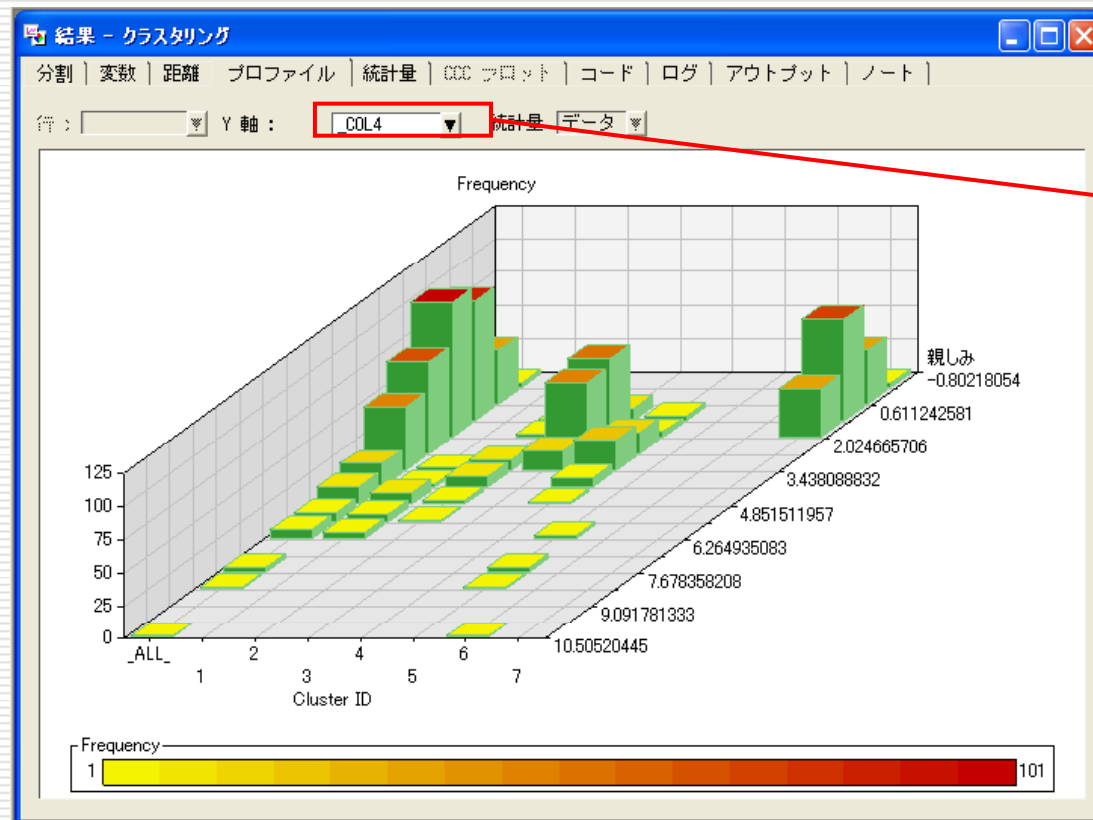 結果 - クラスタリング
分割 変数 距離 プロファイル 統計量 CCC プロット コード ログ アウトプット ノート
行: Y 軸: _COL4 統計量 データ
Frequency
親しみ
-0.80218054
0.611242581
2.024665706
3.438088832
4.851511957
6.264935083
7.678358208
9.091781333
10.50520445
125
100
75
50
25
0
_ALL_ 2 4 6
1 3 5 7
Cluster ID
Frequency
1 101